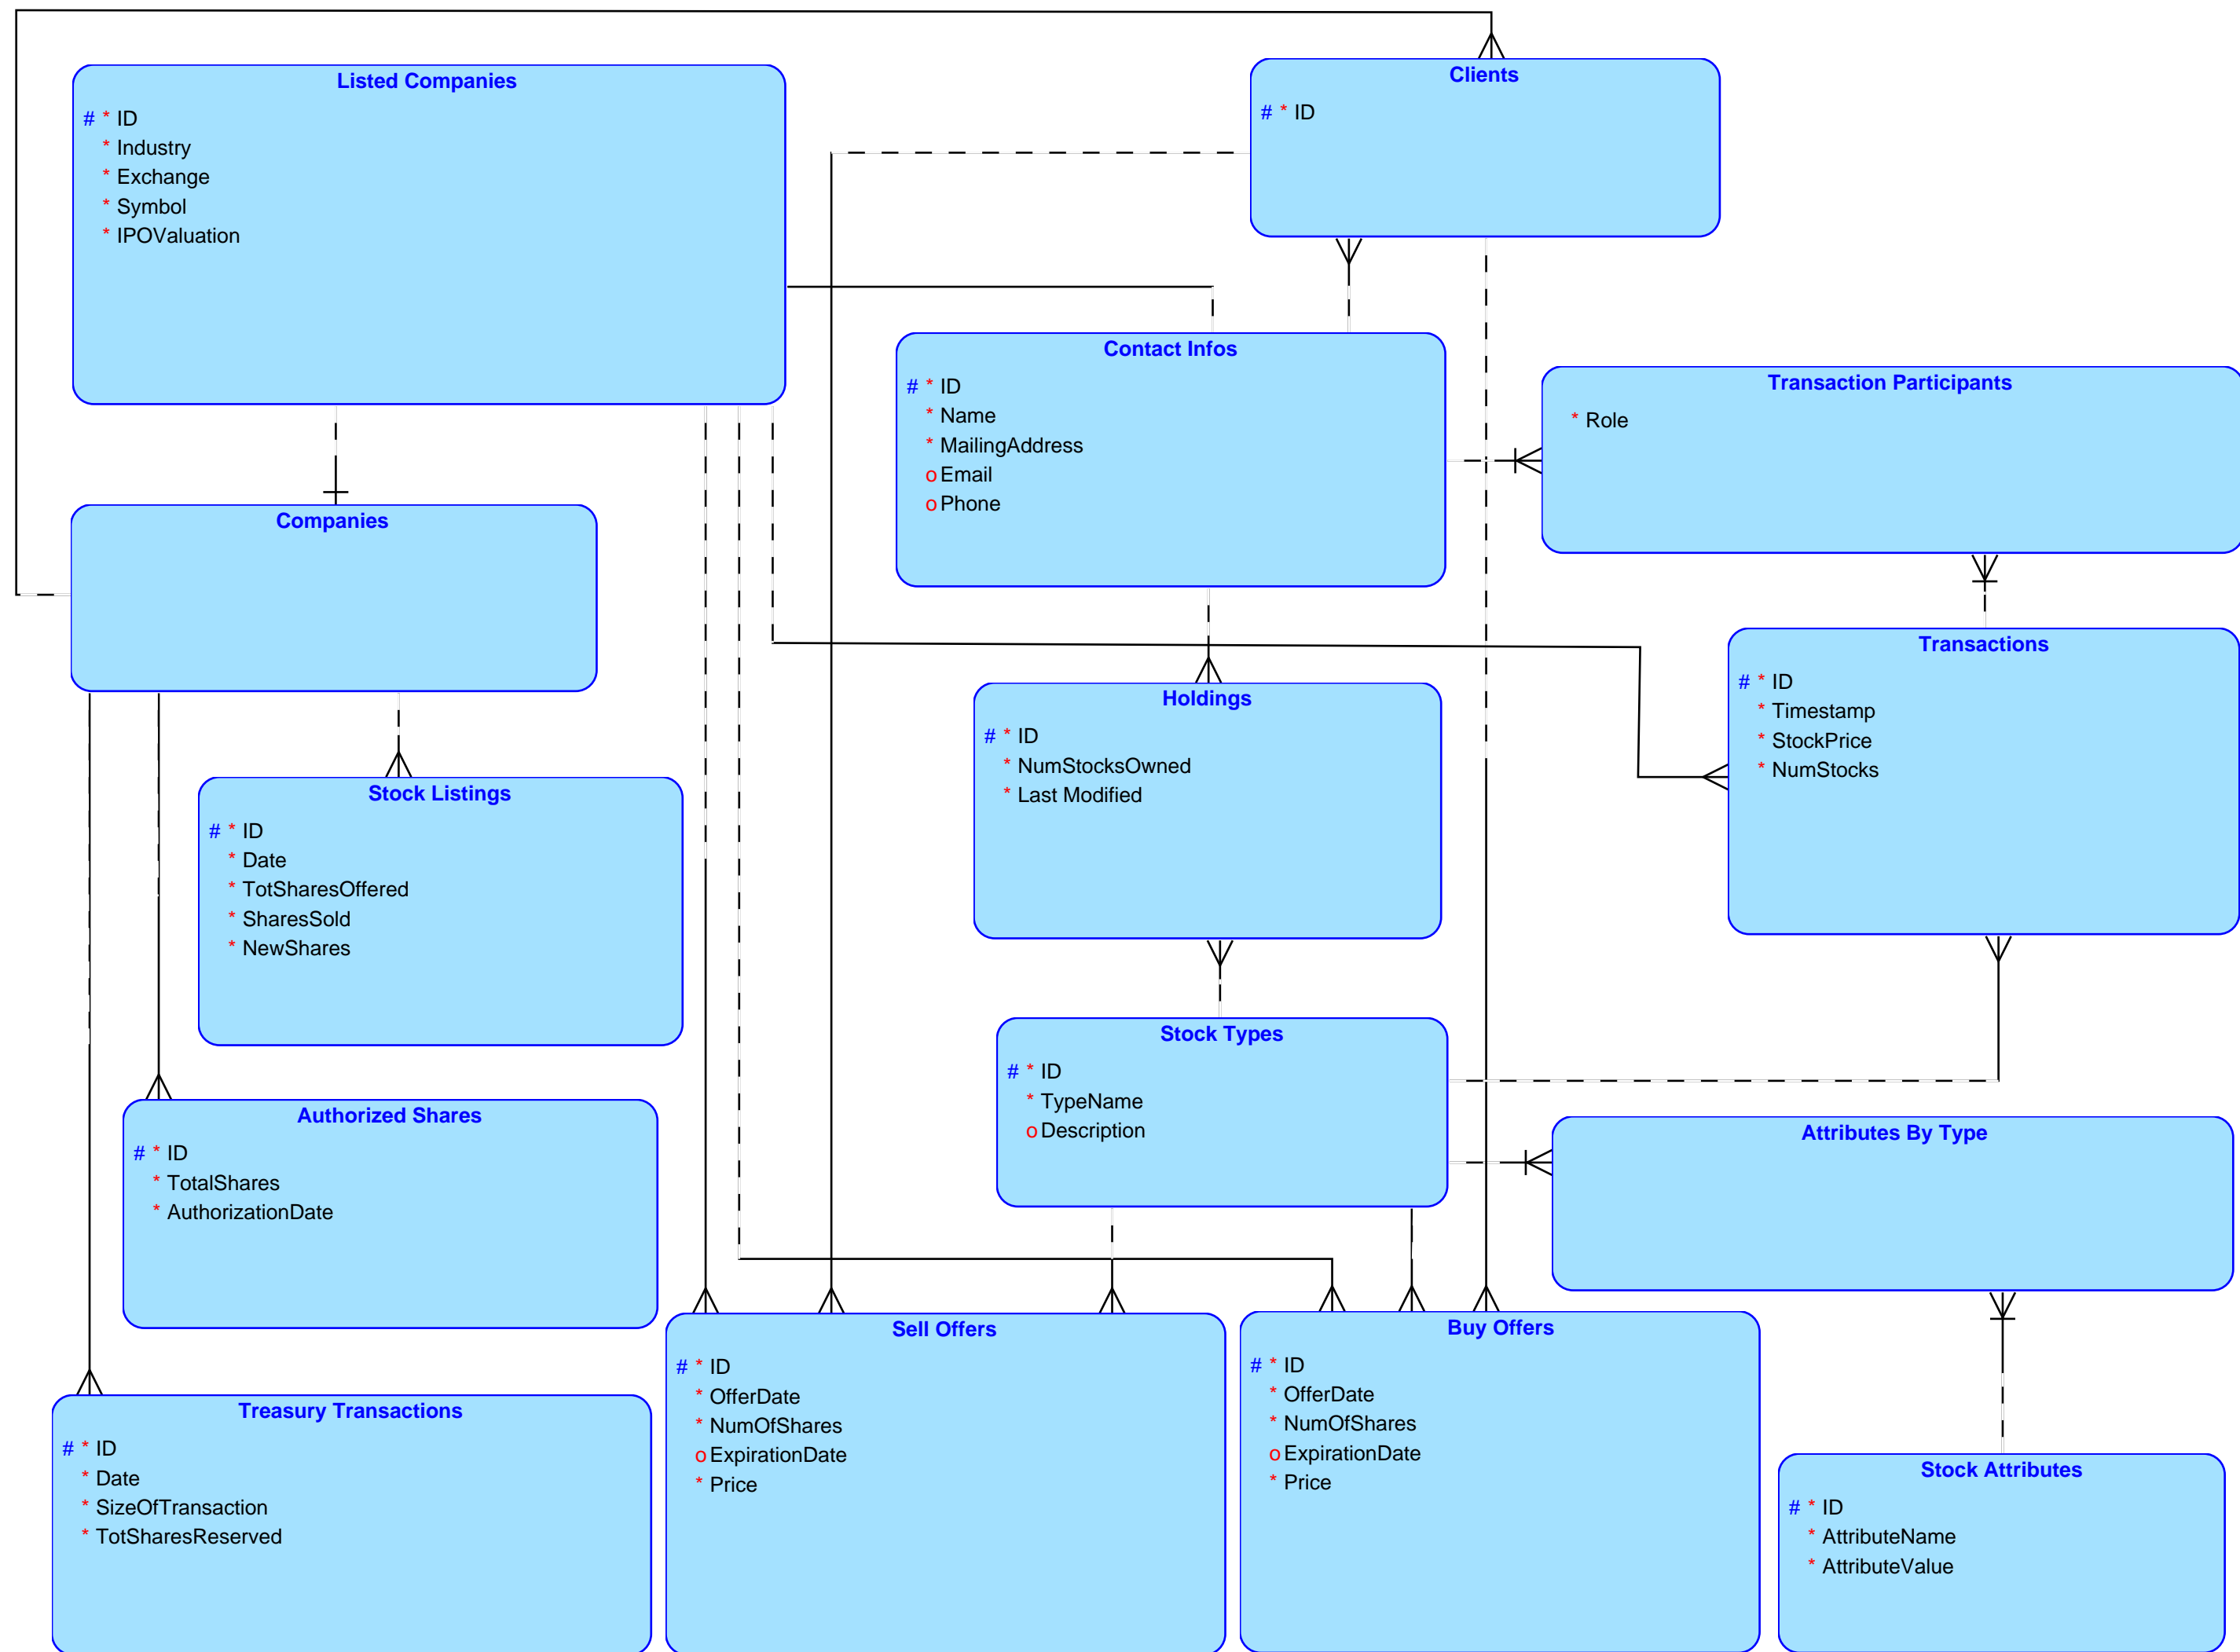 Listed Companies
# * ID
* Industry
* Exchange
* Symbol
* IPOValuation
Clients
# * ID
Contact Infos
# * ID
* Name
* MailingAddress
o Email
o Phone
Transaction Participants
* Role
Companies
Transactions
# * ID
* Timestamp
* StockPrice
* NumStocks
Holdings
# * ID
* NumStocksOwned
* Last Modified
Stock Listings
# * ID
* Date
* TotSharesOffered
* SharesSold
* NewShares
Stock Types
# * ID
* TypeName
o Description
Authorized Shares
# * ID
* TotalShares
* AuthorizationDate
Attributes By Type
Sell Offers
# * ID
* OfferDate
* NumOfShares
o ExpirationDate
* Price
Buy Offers
# * ID
* OfferDate
* NumOfShares
o ExpirationDate
* Price
Treasury Transactions
# * ID
* Date
* SizeOfTransaction
* TotSharesReserved
Stock Attributes
# * ID
* AttributeName
* AttributeValue